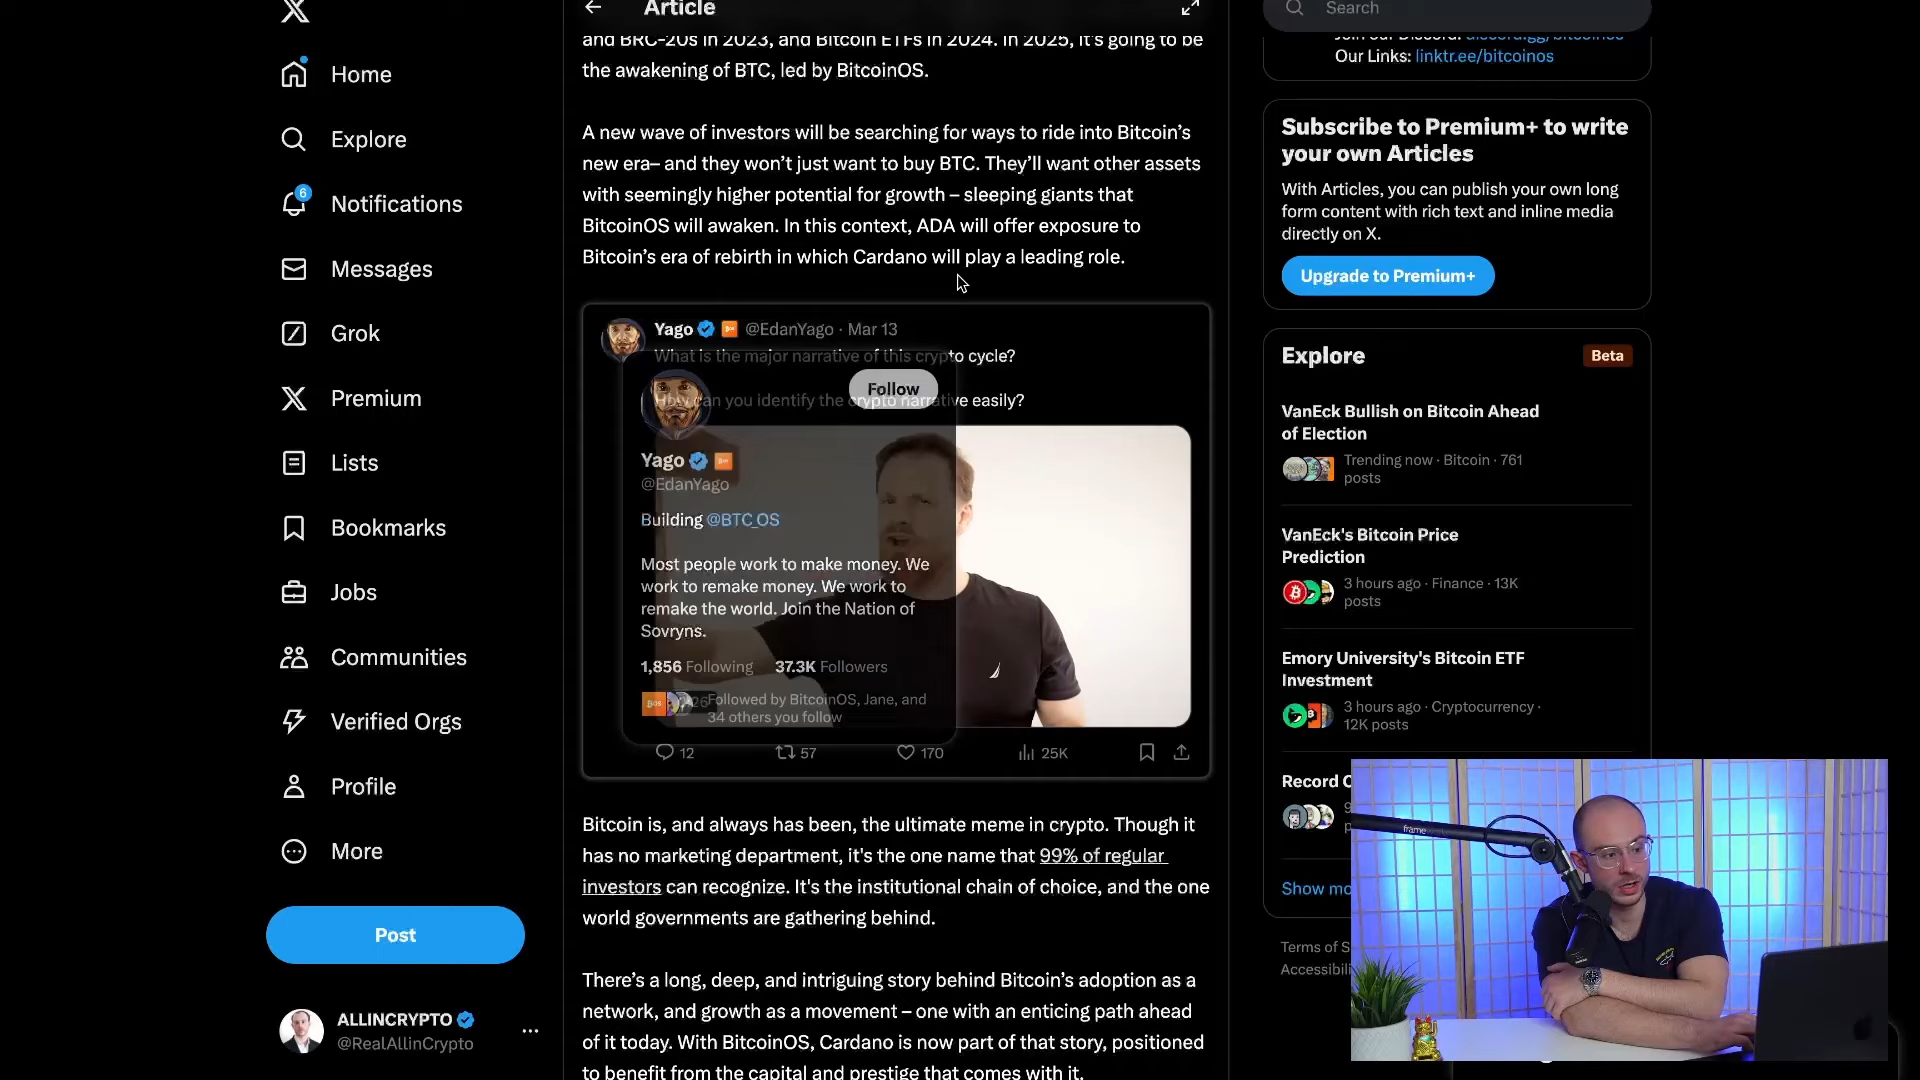 Home
Explore
6
Notifications
Messages
Grok
Premium
Lists
Bookmarks
Jobs
Communities
Verified Orgs
Profile
More
Post
ALLINCRYPTO
@RealAllinCrypto
Article
and BRC-20s in 2023, and Bitcoin ETFs in 2024. In 2025, it's going to be
the awakening of BTC, led by BitcoinOS.
A new wave of investors will be searching for ways to ride into Bitcoin's
new era– and they won't just want to buy BTC. They'll want other assets
with seemingly higher potential for growth – sleeping giants that
BitcoinOS will awaken. In this context, ADA will offer exposure to
Bitcoin's era of rebirth in which Cardano will play a leading role.
Yago @EdanYago · Mar 13
What is the major narrative of this crypto cycle?
How can you identify the crypto narrative easily?
Follow
Yago
@EdanYago
Building @BTC_OS
Most people work to make money. We
work to remake money. We work to
remake the world. Join the Nation of
Sovryns.
1,856 Following 37.3K Followers
Followed by BitcoinOS, Jane, and
34 others you follow
12 57 170 25K
Bitcoin is, and always has been, the ultimate meme in crypto. Though it
has no marketing department, it's the one name that 99% of regular
investors can recognize. It's the institutional chain of choice, and the one
world governments are gathering behind.
There's a long, deep, and intriguing story behind Bitcoin's adoption as a
network, and growth as a movement – one with an enticing path ahead
of it today. With BitcoinOS, Cardano is now part of that story, positioned
to benefit from the capital and prestige that comes with it.
Search
Join our Discord: discord.gg/bitcoinos
Our Links: linktr.ee/bitcoinos
Subscribe to Premium+ to write
your own Articles
With Articles, you can publish your own long
form content with rich text and inline media
directly on X.
Upgrade to Premium+
Explore
Beta
VanEck Bullish on Bitcoin Ahead
of Election
Trending now · Bitcoin · 761
posts
VanEck's Bitcoin Price
Prediction
3 hours ago · Finance · 13K
posts
Emory University's Bitcoin ETF
Investment
3 hours ago · Cryptocurrency ·
12K posts
Record
Show
Terms of
frame